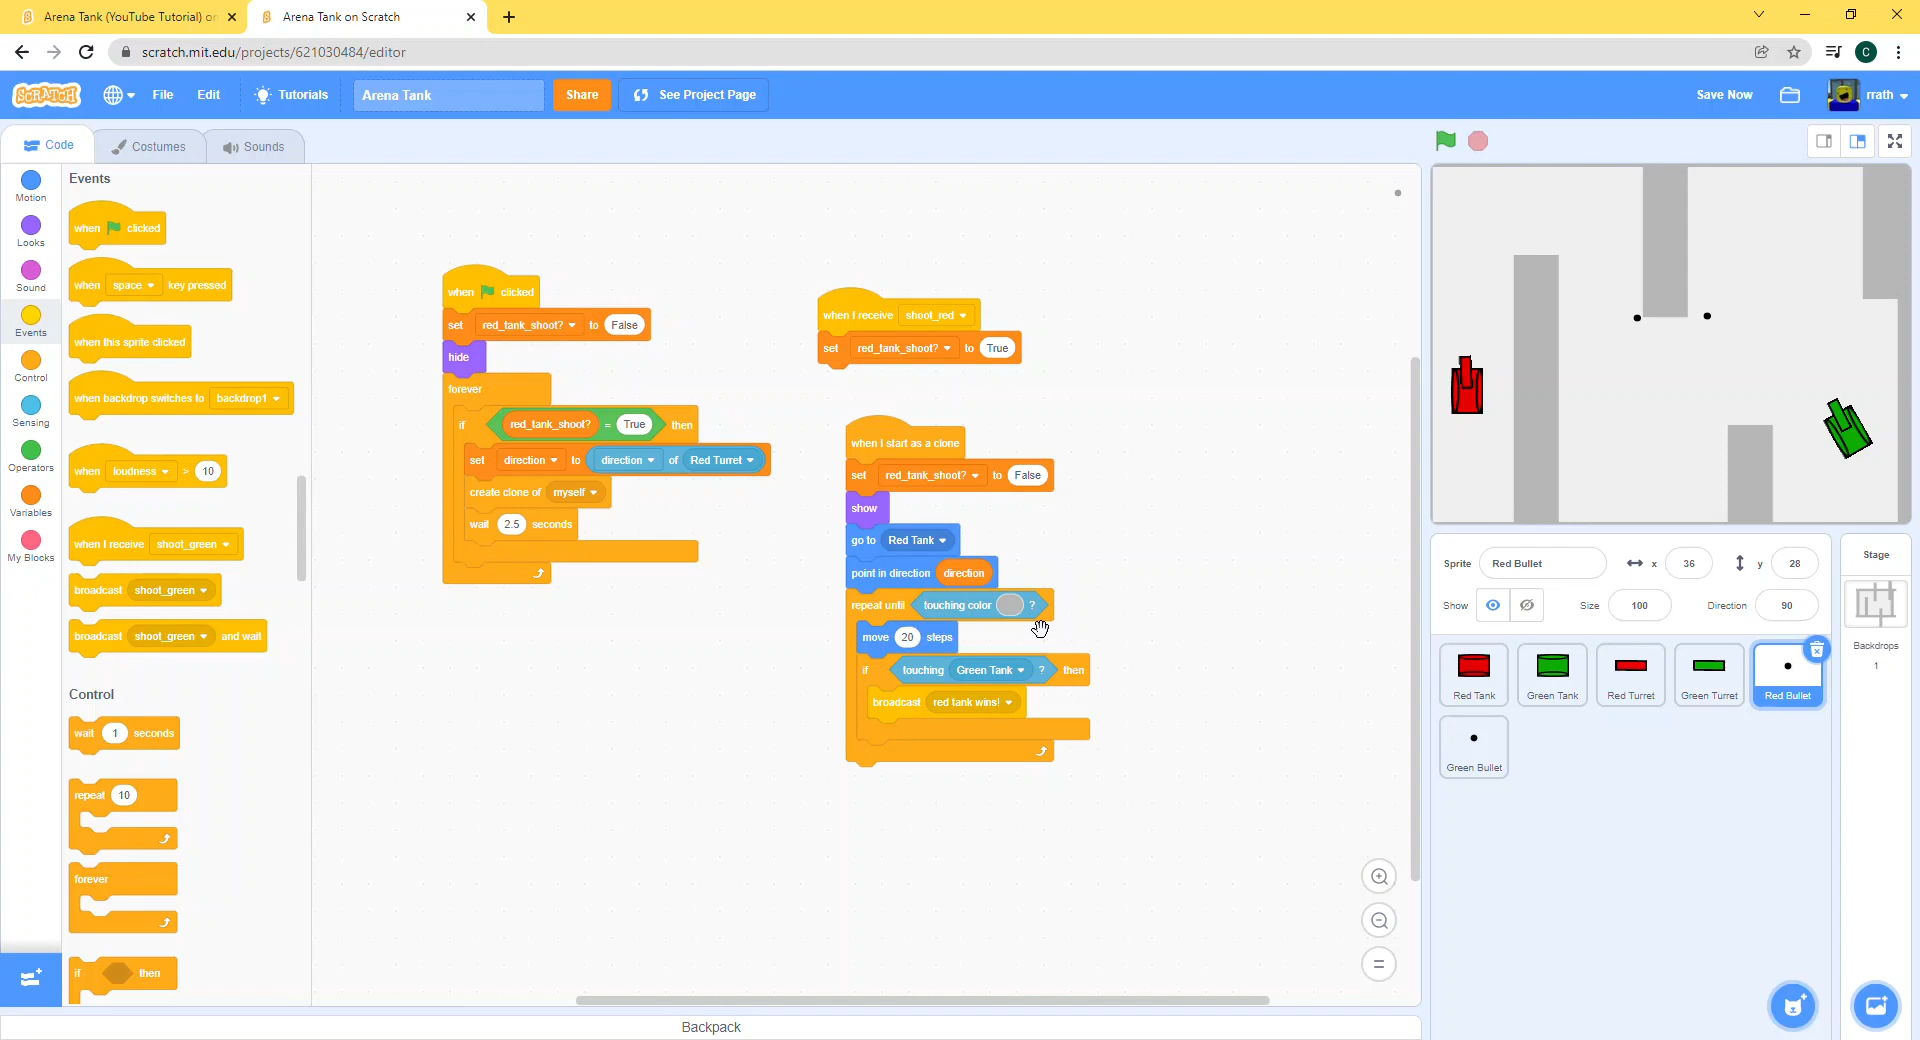 Arena Tank (YouTube Tutorial) on
Arena Tank on Scratch
scratch.mit.edu/projects/621030484/editor
C
SCRATCH
File
Edit
Tutorials
Arena Tank
Share
See Project Page
Save Now
rrath
Code
Costumes
Sounds
Motion
Looks
Sound
Events
Control
Sensing
Operators
Variables
My Blocks
Events
when clicked
when space key pressed
when this sprite clicked
when backdrop switches to backdrop1
when loudness > 10
when I receive shoot_green
broadcast shoot_green
broadcast shoot_green and wait
Control
wait 1 seconds
repeat 10
forever
if then
when clicked
set red_tank_shoot? to False
hide
forever
if red_tank_shoot? = True then
set direction to direction of Red Turret
create clone of myself
wait 2.5 seconds
when I receive shoot_red
set red_tank_shoot? to True
when I start as a clone
set red_tank_shoot? to False
show
go to Red Tank
point in direction direction
repeat until touching color ?
move 20 steps
if touching Green Tank ? then
broadcast red tank wins!
Backpack
Sprite Red Bullet x 36 y 28
Show Size 100 Direction 90
Red Tank
Green Tank
Red Turret
Green Turret
Red Bullet
Green Bullet
Stage
Backdrops
1